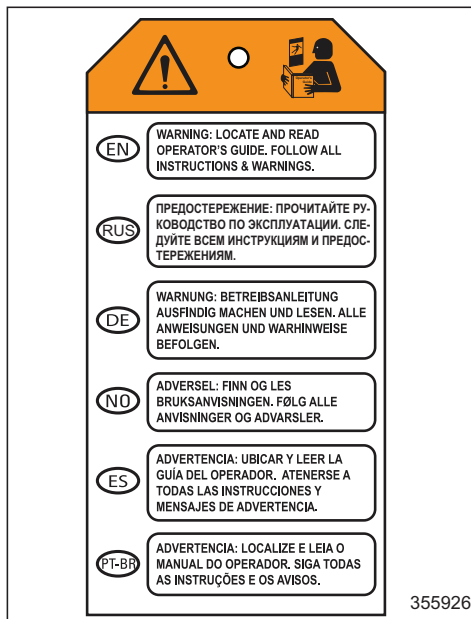 Operator's
Guide
EN
WARNING: LOCATE AND READ
OPERATOR'S GUIDE. FOLLOW ALL
INSTRUCTIONS & WARNINGS.
RUS
ПРЕДОСТЕРЕЖЕНИЕ: ПРОЧИТАЙТЕ РУ-
КОВОДСТВО ПО ЭКСПЛУАТАЦИИ. СЛЕ-
ДУЙТЕ ВСЕМ ИНСТРУКЦИЯМ И ПРЕДОС-
ТЕРЕЖЕНИЯМ.
DE
WARNUNG: BETREIBSANLEITUNG
AUSFINDIG MACHEN UND LESEN. ALLE
ANWEISUNGEN UND WARHINWEISE
BEFOLGEN.
NO
ADVERSEL: FINN OG LES
BRUKSANVISNINGEN. FØLG ALLE
ANVISNINGER OG ADVARSLER.
ES
ADVERTENCIA: UBICAR Y LEER LA
GUÍA DEL OPERADOR. ATENERSE A
TODAS LAS INSTRUCCIONES Y
MENSAJES DE ADVERTENCIA.
PT-BR
ADVERTENCIA: LOCALIZE E LEIA O
MANUAL DO OPERADOR. SIGA TODAS
AS INSTRUÇÕES E OS AVISOS.
355926